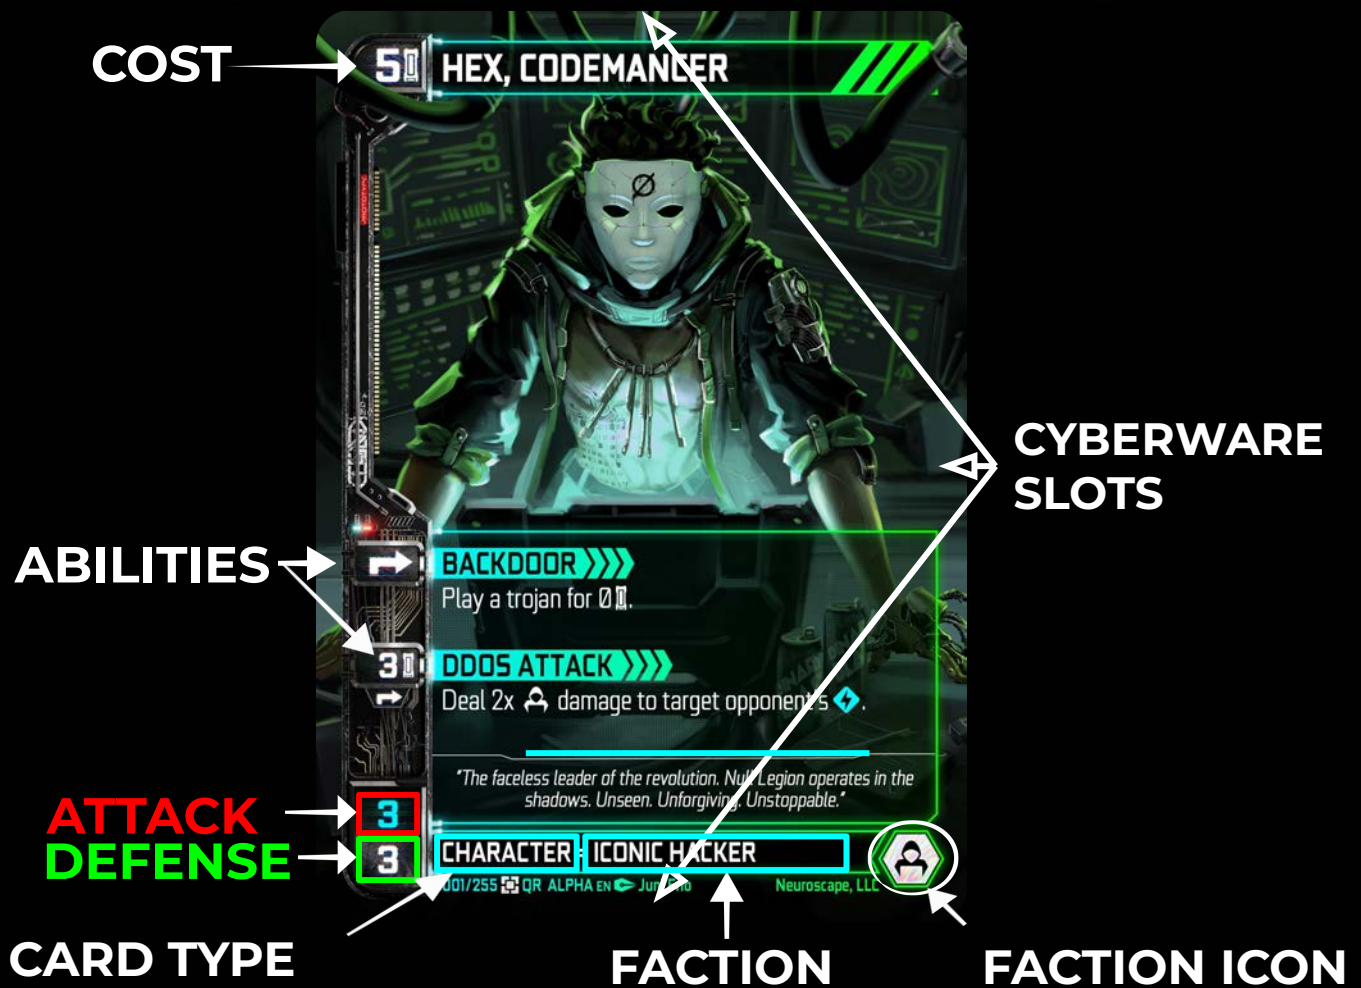 COST
5
HEX, CODEMANCER
PROTOTYPE
CYBERWARE
SLOTS
ABILITIES
BACKDOOR
Play a trojan for 0.
3
DDOS ATTACK
Deal 2x damage to target opponent's.
"The faceless leader of the revolution. Null Legion operates in the
shadows. Unseen. Unforgiving. Unstoppable."
ATTACK
3
DEFENSE
3
CHARACTER : ICONIC HACKER
001/255 QR ALPHA EN
Neuroscape, LLC
CARD TYPE
FACTION
FACTION ICON